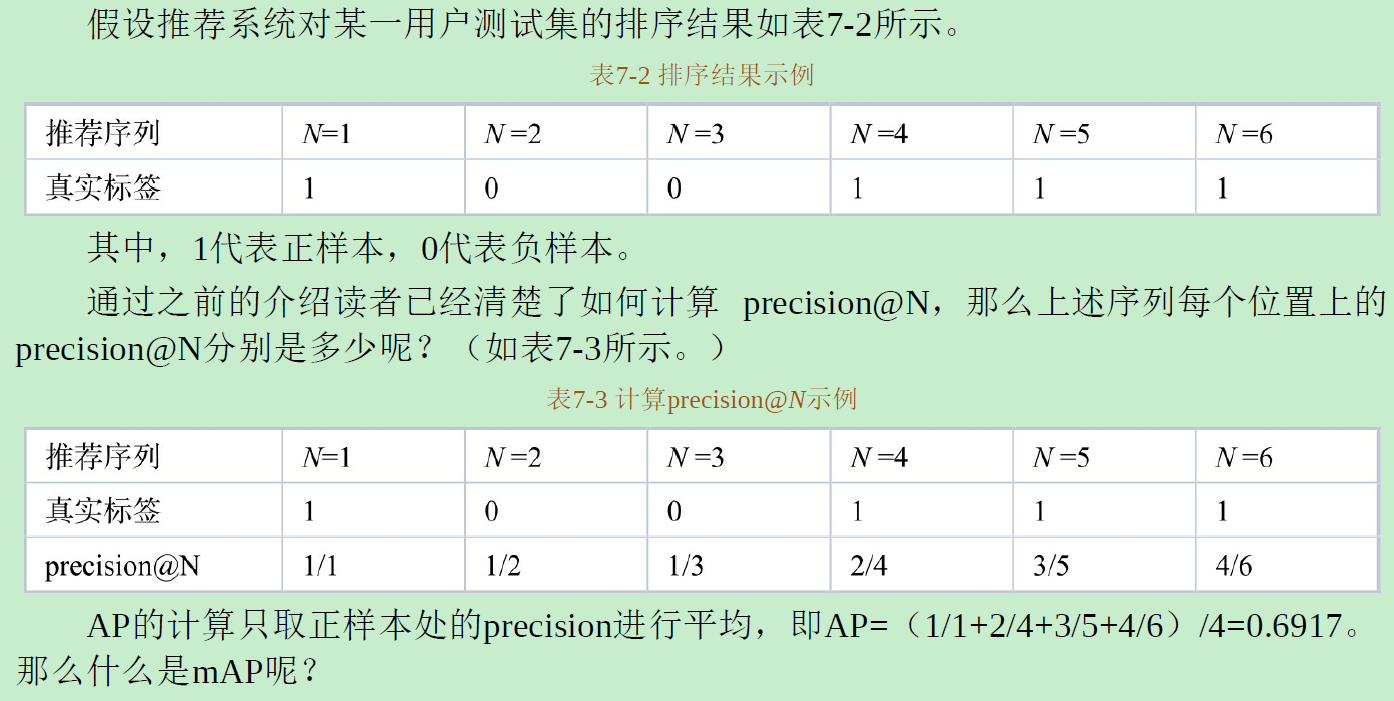 假设推荐系统对某一用户测试集的排序结果如表7-2所示。
表7-2 排序结果示例
推荐序列 N=1 N =2 N =3 N =4 N =5 N =6
真实标签 1 0 0 1 1 1
其中，1代表正样本，0代表负样本。
通过之前的介绍读者已经清楚了如何计算 precision@N，那么上述序列每个位置上的
precision@N分别是多少呢？（如表7-3所示。）
表7-3 计算precision@N示例
推荐序列 N=1 N =2 N =3 N =4 N =5 N =6
真实标签 1 0 0 1 1 1
precision@N 1/1 1/2 1/3 2/4 3/5 4/6
AP的计算只取正样本处的precision进行平均，即AP=（1/1+2/4+3/5+4/6）/4=0.6917。
那么什么是mAP呢？